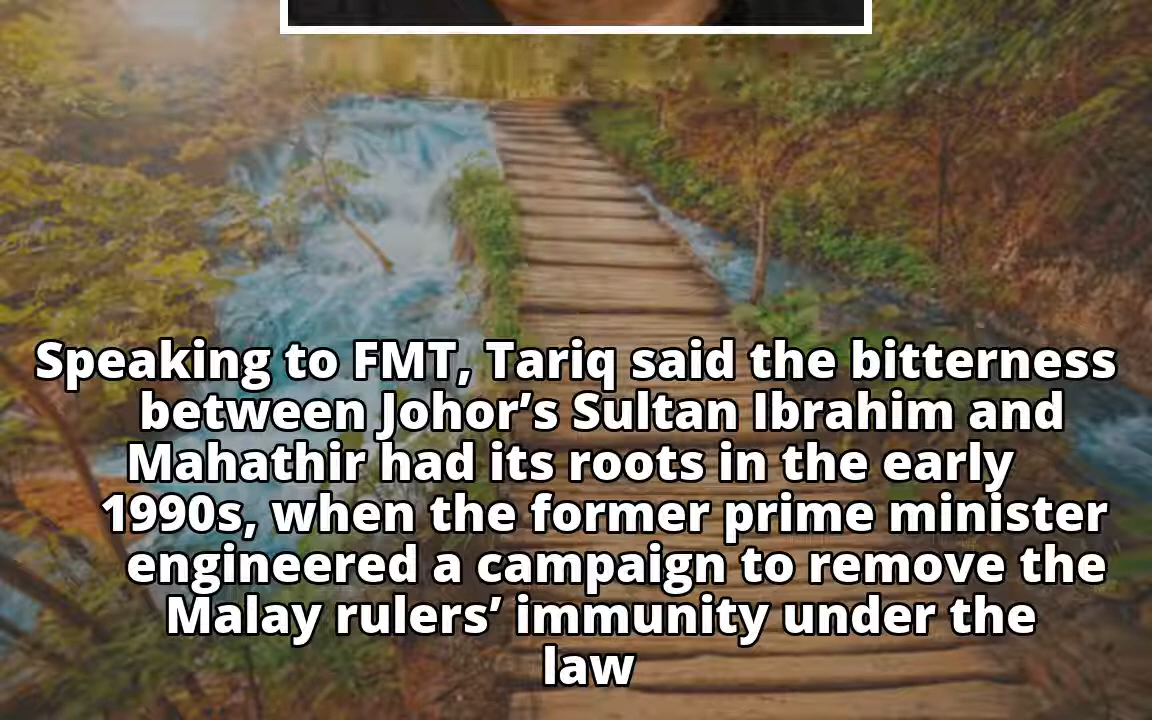 Speaking to FMT, Tariq said the bitterness
between Johor’s Sultan Ibrahim and
Mahathir had its roots in the early
1990s, when the former prime minister
engineered a campaign to remove the
Malay rulers’ immunity under the
law